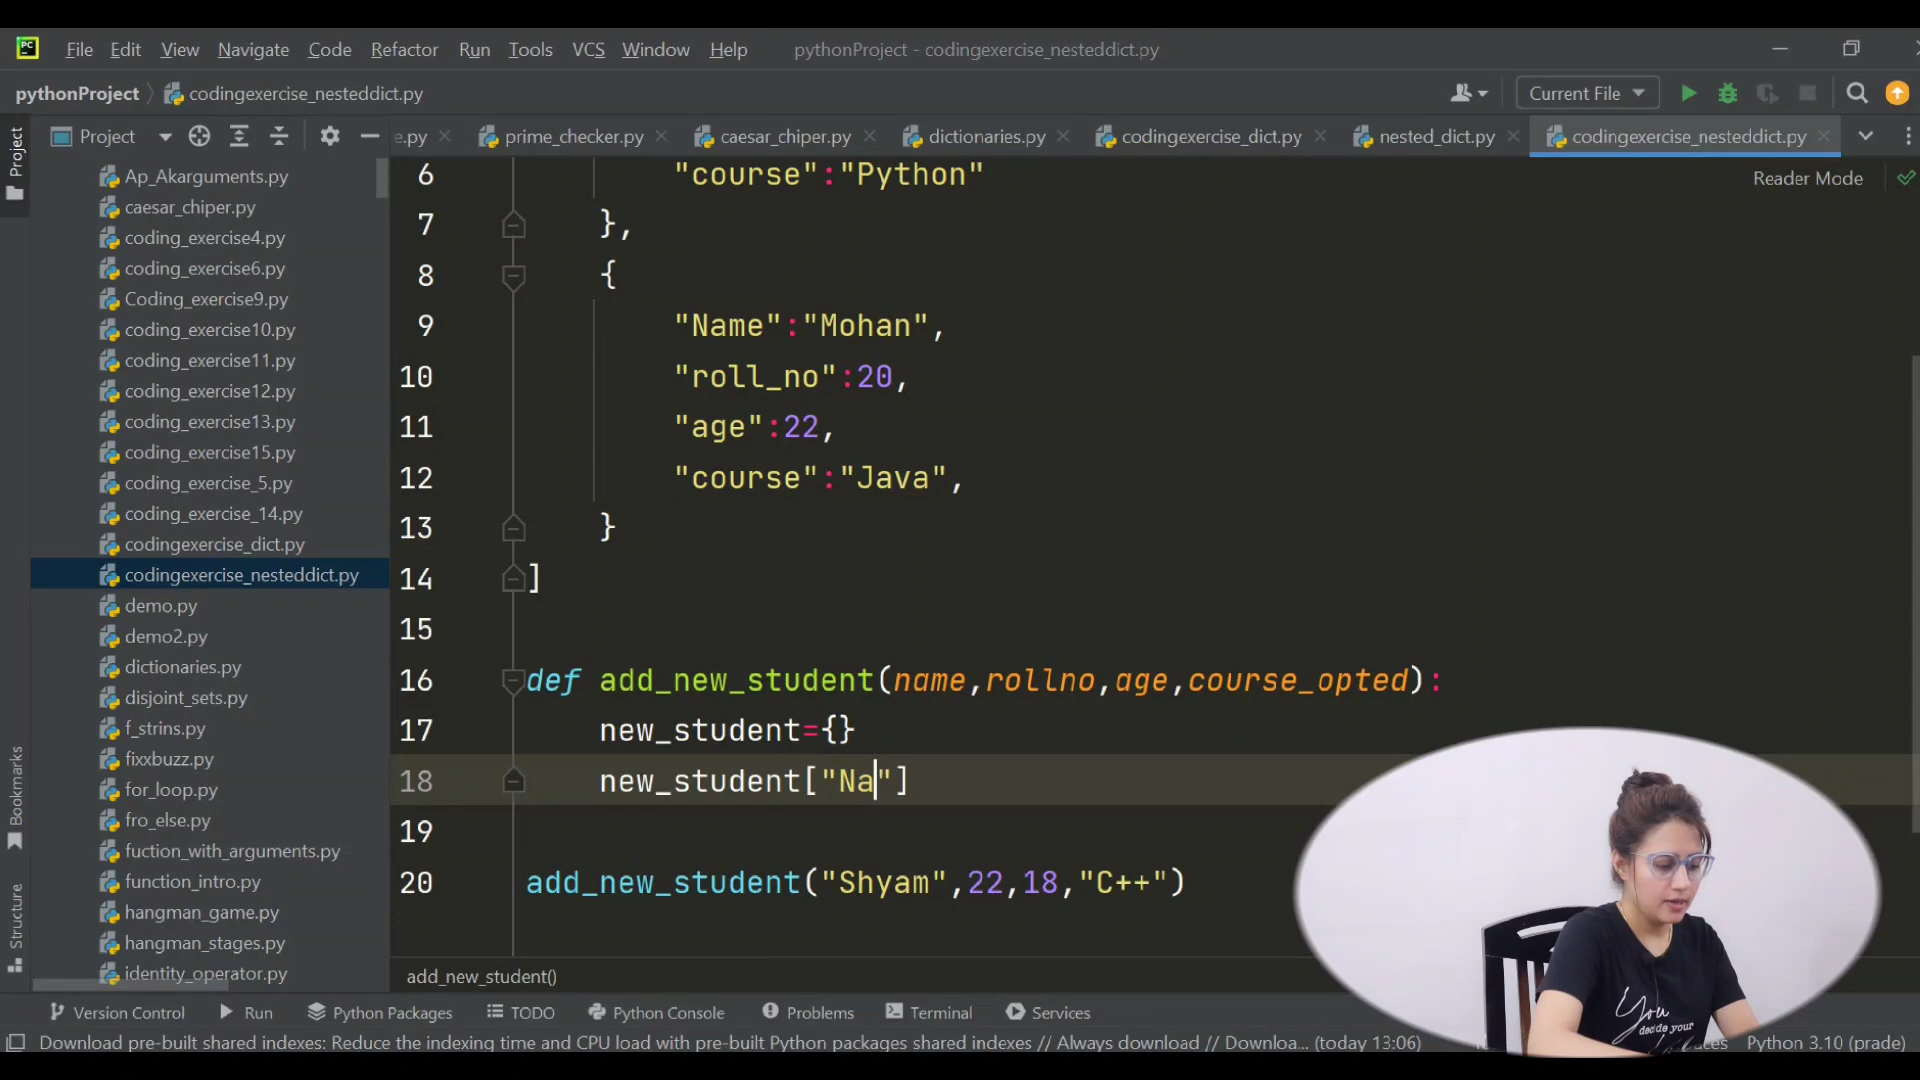 PC File Edit View Navigate Code Refactor Run Tools VCS Window Help pythonProject - codingexercise_nesteddict.py
pythonProject codingexercise_nesteddict.py Current File
Project e.py prime_checker.py caesar_chiper.py dictionaries.py codingexercise_dict.py nested_dict.py codingexercise_nesteddict.py
Reader Mode
Project
Bookmarks
Structure
Ap_Akarguments.py
caesar_chiper.py
coding_exercise4.py
coding_exercise6.py
Coding_exercise9.py
coding_exercise10.py
coding_exercise11.py
coding_exercise12.py
coding_exercise13.py
coding_exercise15.py
coding_exercise_5.py
coding_exercise_14.py
codingexercise_dict.py
codingexercise_nesteddict.py
demo.py
demo2.py
dictionaries.py
disjoint_sets.py
f_strins.py
fixxbuzz.py
for_loop.py
fro_else.py
fuction_with_arguments.py
function_intro.py
hangman_game.py
hangman_stages.py
identity_operator.py
6 "course":"Python"
7 },
8 {
9 "Name":"Mohan",
10 "roll_no":20,
11 "age":22,
12 "course":"Java",
13 }
14 ]
15
16 def add_new_student(name,rollno,age,course_opted):
17 new_student={}
18 new_student["Na"]
19
20 add_new_student("Shyam",22,18,"C++")
add_new_student()
You
decide your
Version Control Run Python Packages TODO Python Console Problems Terminal Services
Download pre-built shared indexes: Reduce the indexing time and CPU load with pre-built Python packages shared indexes // Always download // Downloa... (today 13:06) Python 3.10 (prade)